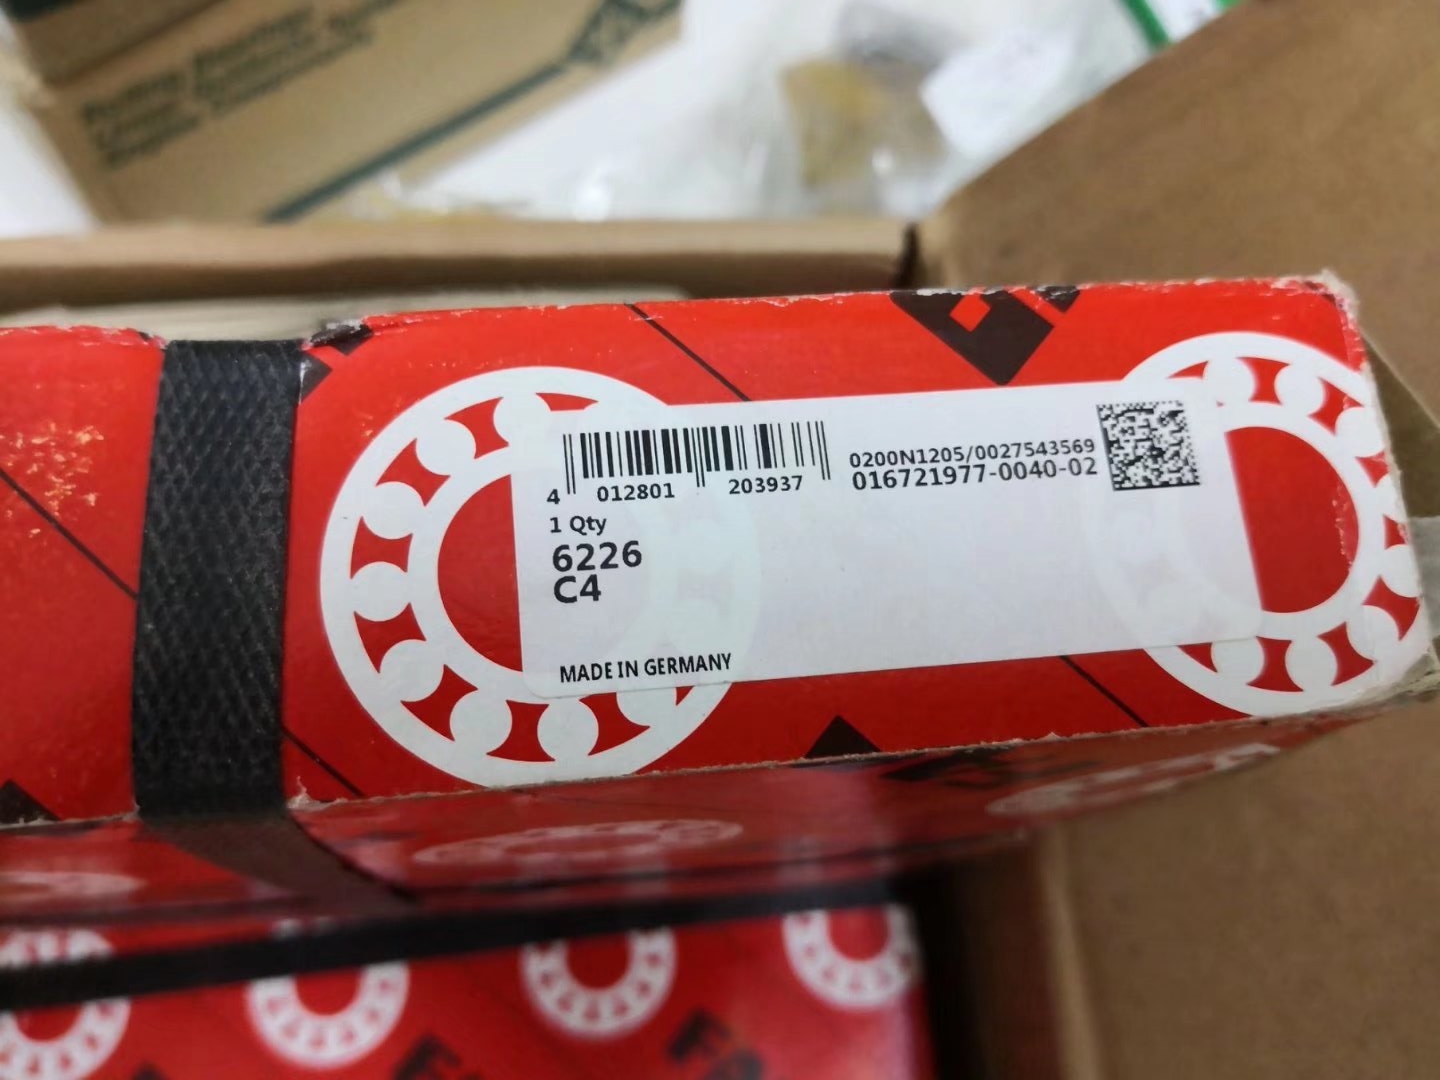 4 012801 203937
0200N1205/0027543569
016721977-0040-02
1 Qty
6226
C4
MADE IN GERMANY